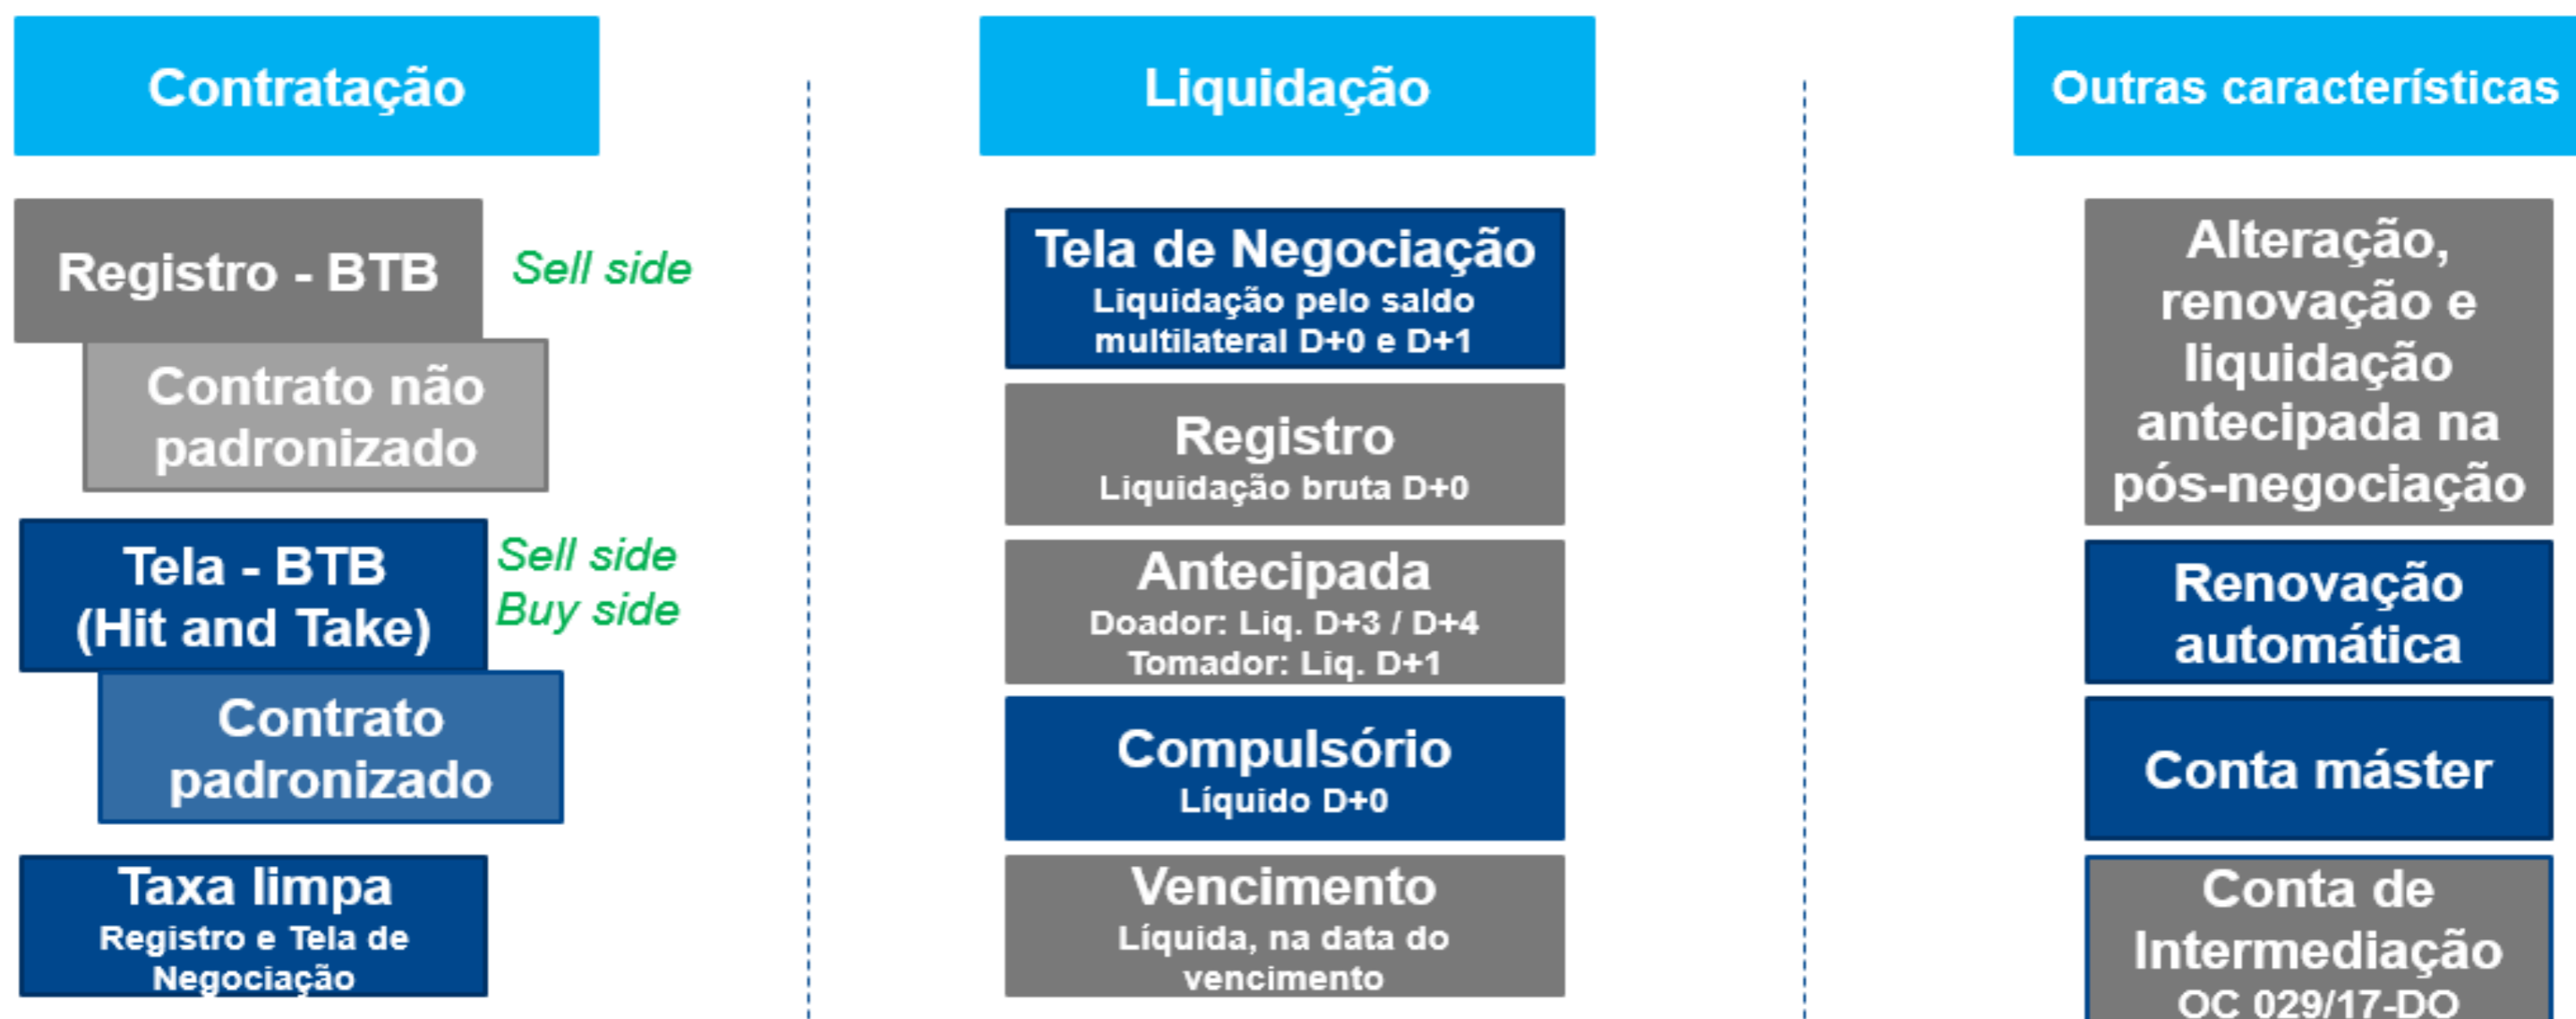 Contratação
Registro - BTB
Sell side
Contrato não
padronizado
Tela - BTB
(Hit and Take)
Sell side
Buy side
Contrato
padronizado
Taxa limpa
Registro e Tela de
Negociação
Liquidação
Tela de Negociação
Liquidação pelo saldo
multilateral D+0 e D+1
Registro
Liquidação bruta D+0
Antecipada
Doador: Liq. D+3 / D+4
Tomador: Liq. D+1
Compulsório
Líquido D+0
Vencimento
Líquida, na data do
vencimento
Outras características
Alteração,
renovação e
liquidação
antecipada na
pós-negociação
Renovação
automática
Conta máster
Conta de
Intermediação
OC 029/17-DO